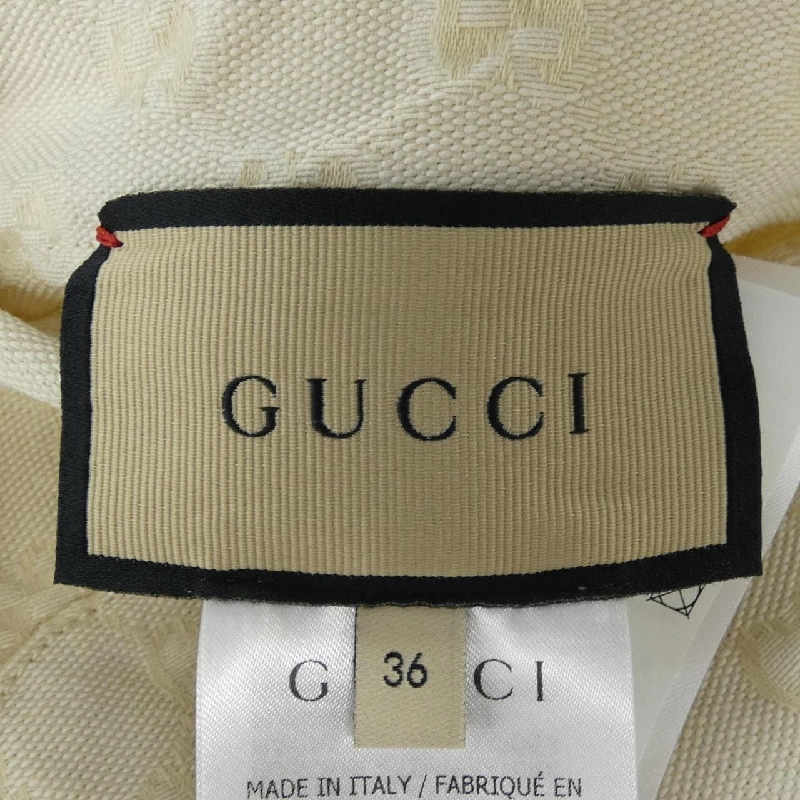 GUCCI
G CI
36
MADE IN ITALY / FABRIQUÉ EN